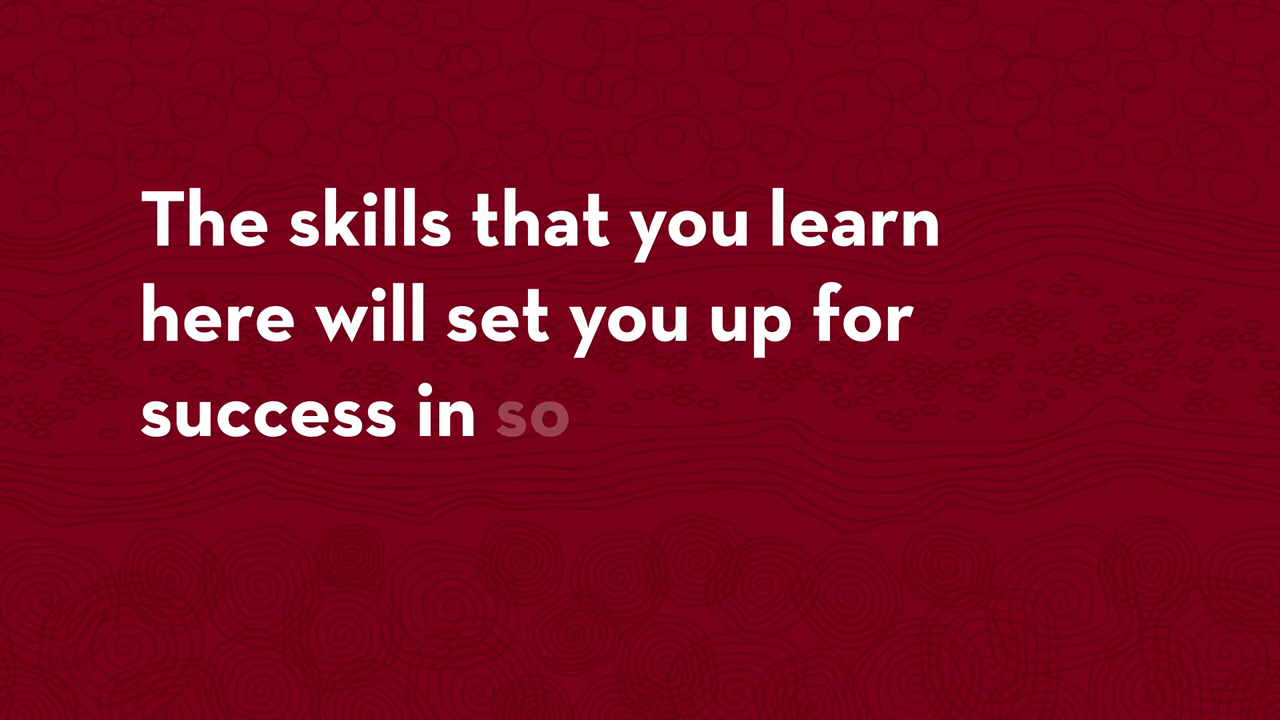 The skills that you learn
here will set you up for
success in so